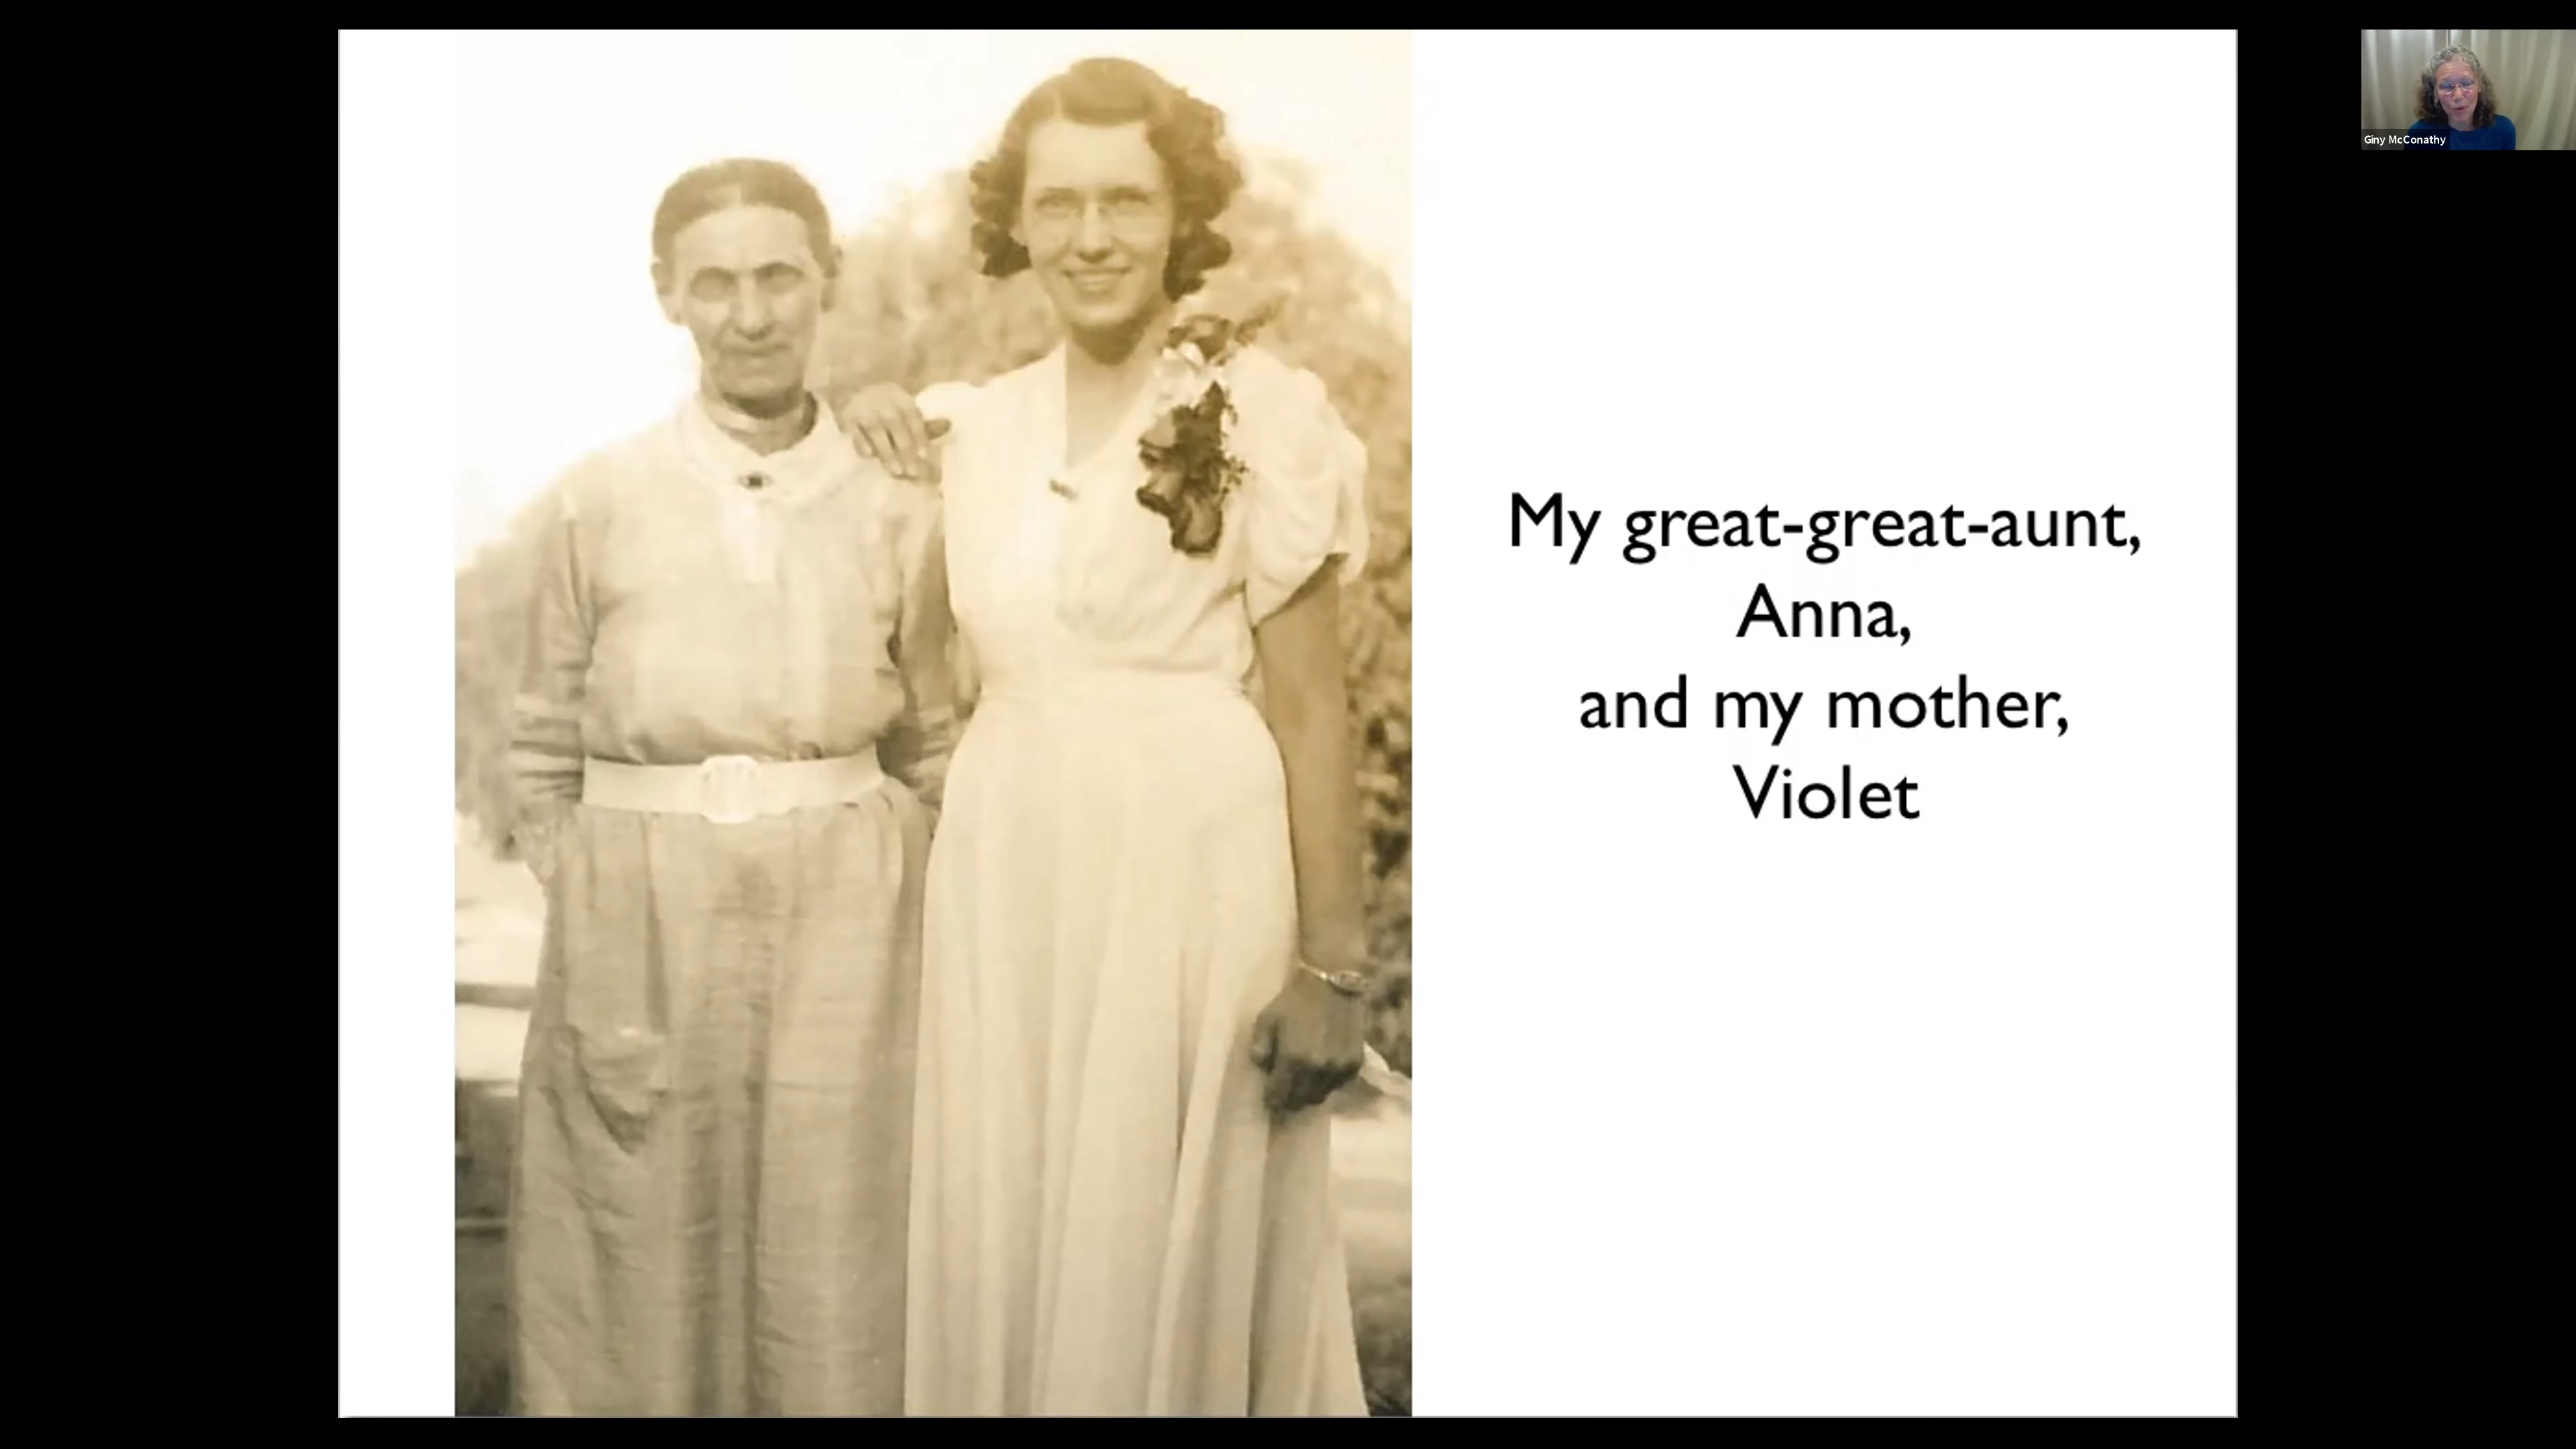 My great-great-aunt,
Anna,
and my mother,
Violet
Giny McConathy